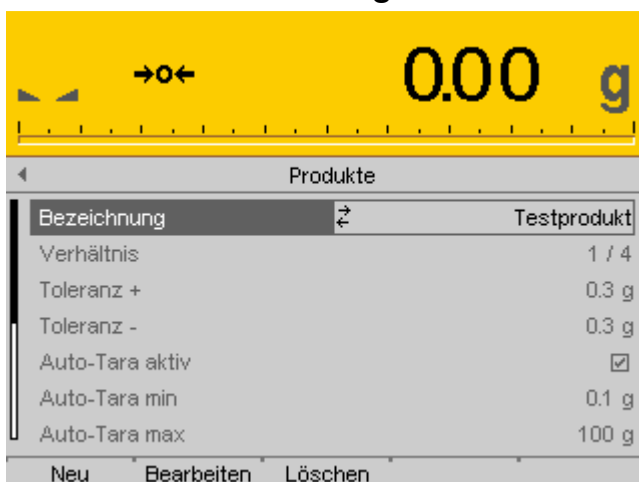 →0← 0.00 g
Produkte
Bezeichnung Testprodukt
Verhältnis 1 / 4
Toleranz + 0.3 g
Toleranz - 0.3 g
Auto-Tara aktiv
Auto-Tara min 0.1 g
Auto-Tara max 100 g
Neu Bearbeiten Löschen